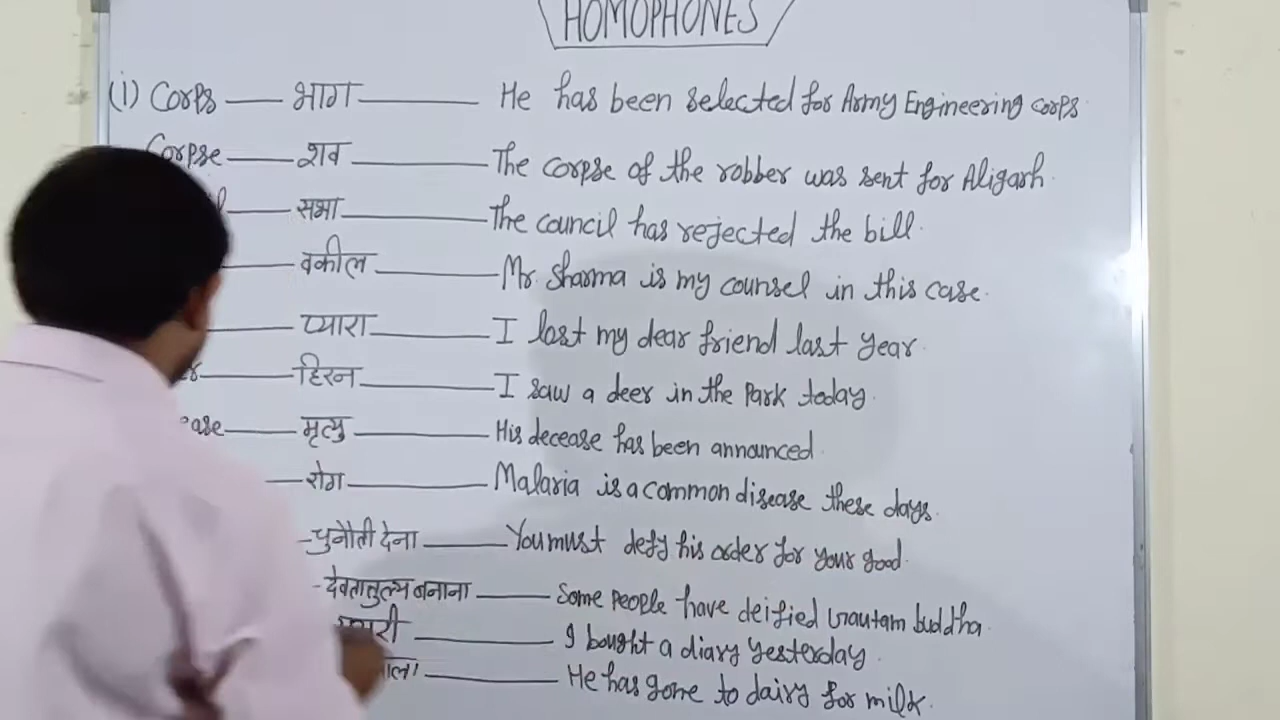 HOMOPHONES
(i) Corps — भाग — He has been selected for Army Engineering corps
Corpse — शव — The corpse of the robber was sent for Aligarh.
— सभा — The council has rejected the bill.
— वकील — Mr. Sharma is my counsel in this case.
— प्यारा — I lost my dear friend last year.
— हिरन — I saw a deer in the Park today.
— मृत्यु — His decease has been announced
— रोग — Malaria is a common disease these days.
- चुनौती देना — You must defy his order for your good.
- देवतातुल्य बनाना — Some People have deified Gautam buddha.
— I bought a diary yesterday.
— He has gone to dairy for milk.